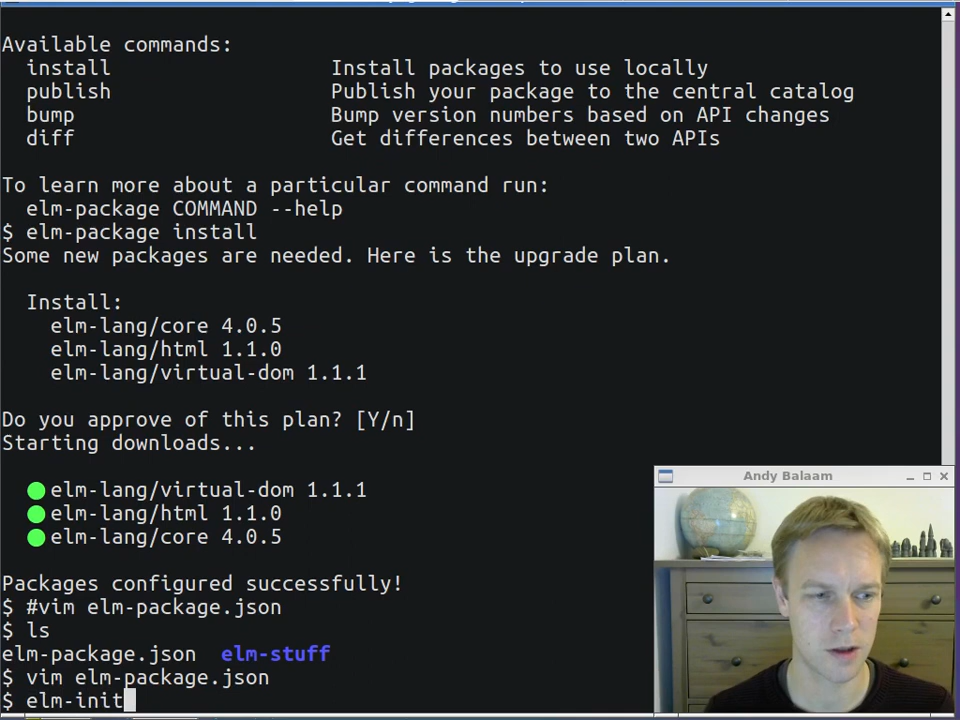 Available commands:
install Install packages to use locally
publish Publish your package to the central catalog
bump Bump version numbers based on API changes
diff Get differences between two APIs
To learn more about a particular command run:
elm-package COMMAND --help
$ elm-package install
Some new packages are needed. Here is the upgrade plan.
Install:
elm-lang/core 4.0.5
elm-lang/html 1.1.0
elm-lang/virtual-dom 1.1.1
Do you approve of this plan? [Y/n]
Starting downloads...
elm-lang/virtual-dom 1.1.1
elm-lang/html 1.1.0
elm-lang/core 4.0.5
Packages configured successfully!
$ #vim elm-package.json
$ ls
elm-package.json elm-stuff
$ vim elm-package.json
$ elm-init
Andy Balaam